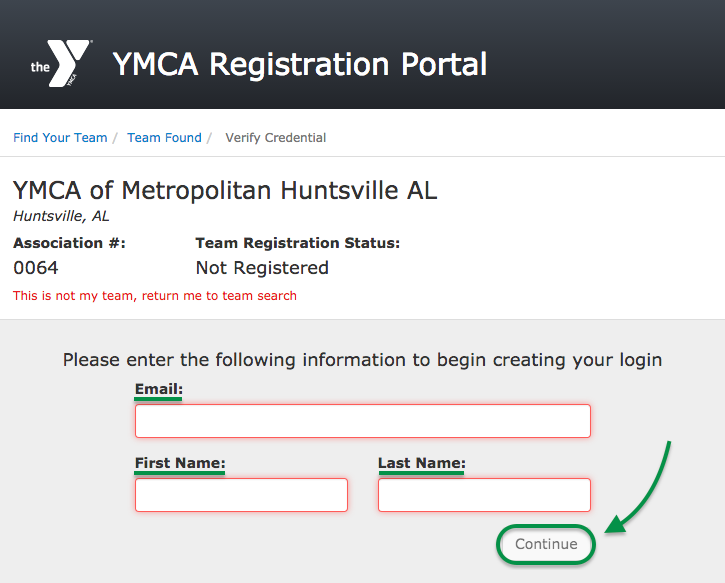 the YMCA Registration Portal
YMCA
Find Your Team / Team Found / Verify Credential
YMCA of Metropolitan Huntsville AL
Huntsville, AL
Association #: Team Registration Status:
0064 Not Registered
This is not my team, return me to team search
Please enter the following information to begin creating your login
Email:
First Name: Last Name:
Continue